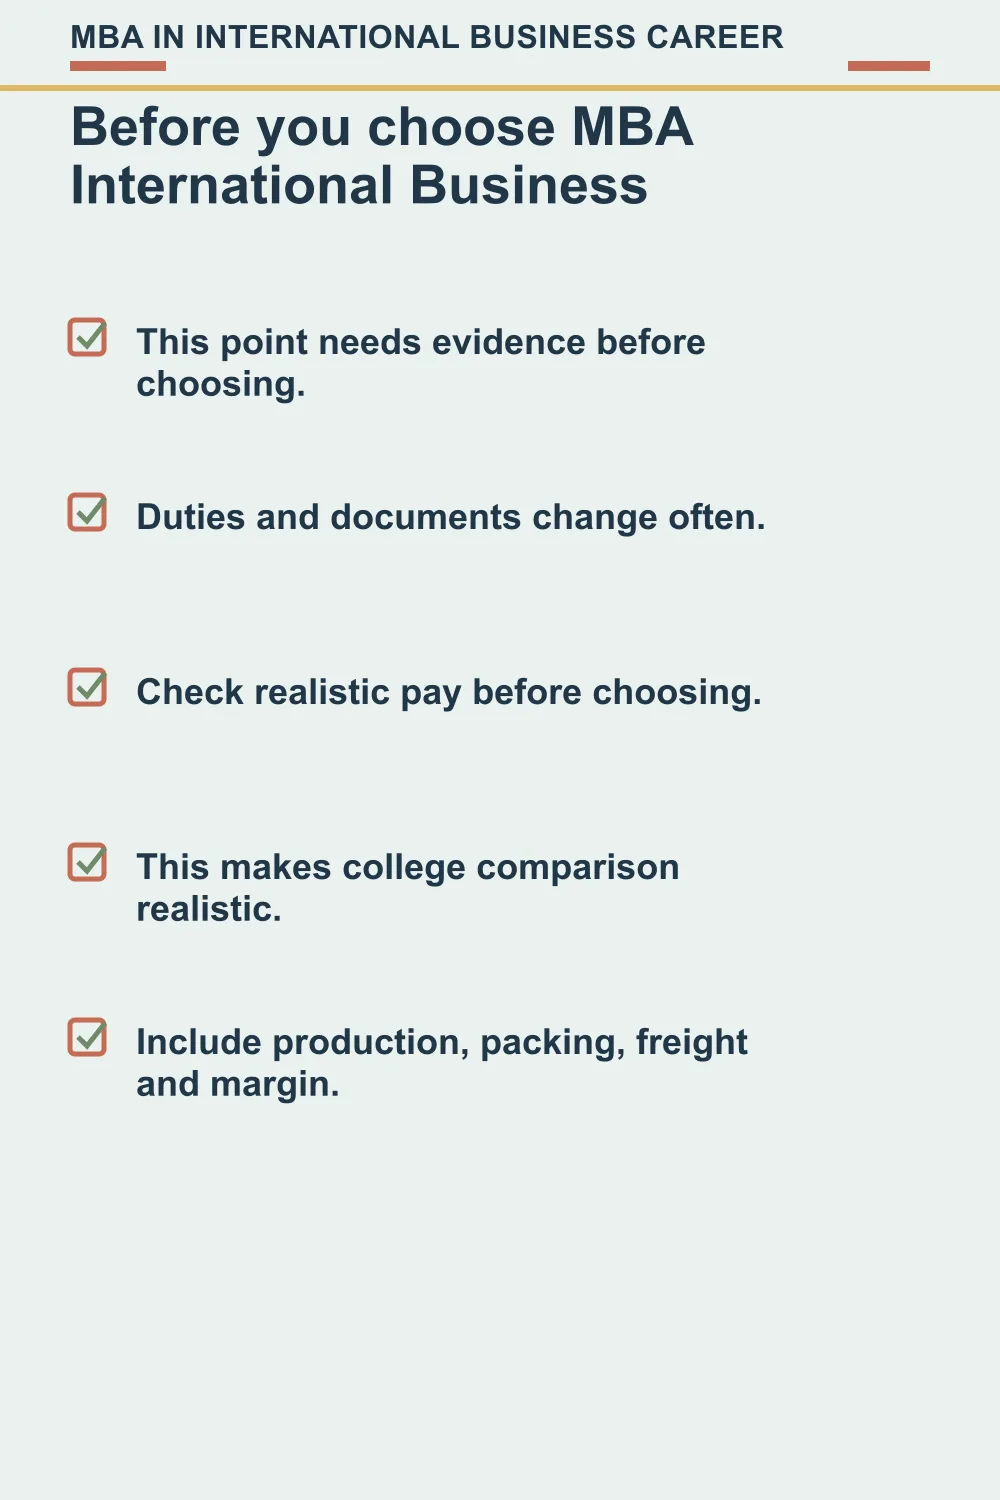 MBA IN INTERNATIONAL BUSINESS CAREER
Before you choose MBA
International Business
This point needs evidence before
choosing.
Duties and documents change often.
Check realistic pay before choosing.
This makes college comparison
realistic.
Include production, packing, freight
and margin.